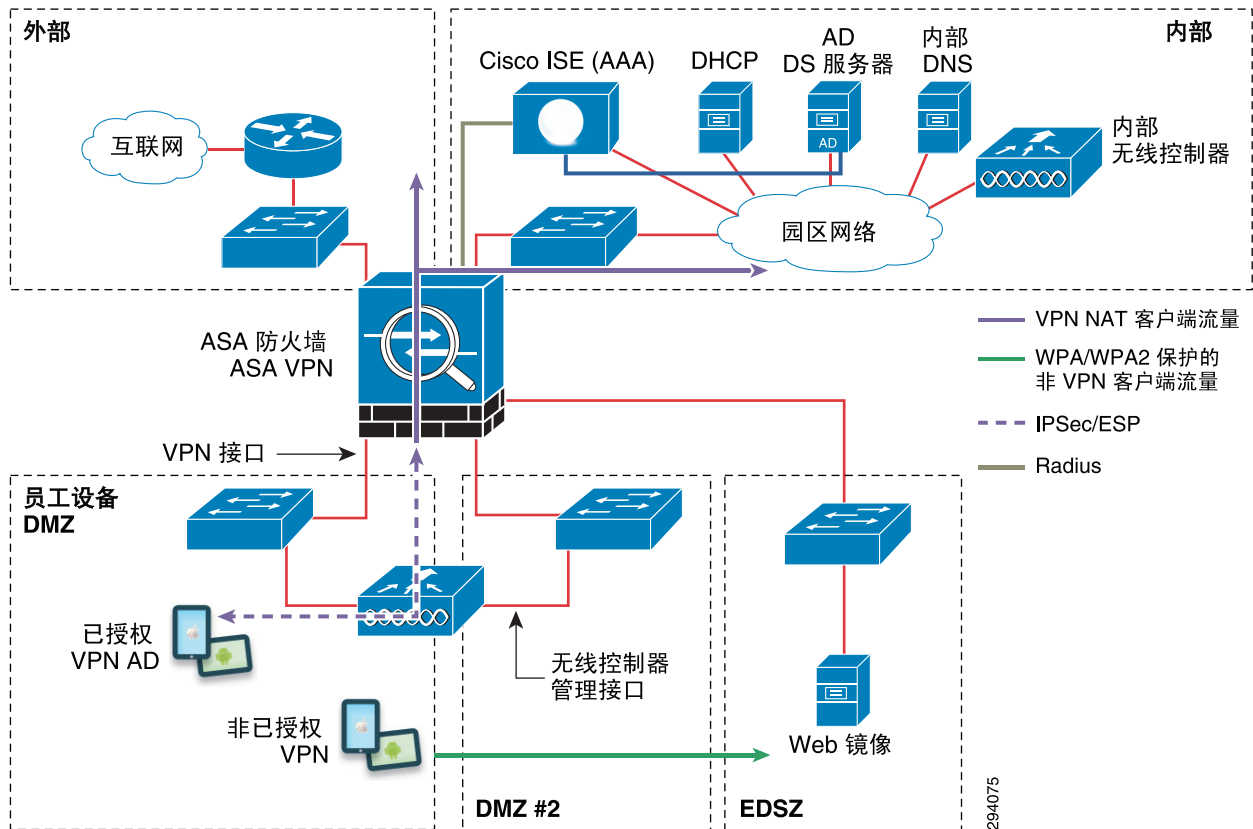 外部
内部
Cisco ISE (AAA)
DHCP
AD
DS 服务器
内部
DNS
互联网
AD
内部
无线控制器
园区网络
ASA 防火墙
ASA VPN
VPN NAT 客户端流量
WPA/WPA2 保护的
非 VPN 客户端流量
IPSec/ESP
Radius
VPN 接口
员工设备
DMZ
已授权
VPN AD
无线控制器
管理接口
非已授权
VPN
Web 镜像
DMZ #2
EDSZ
294075